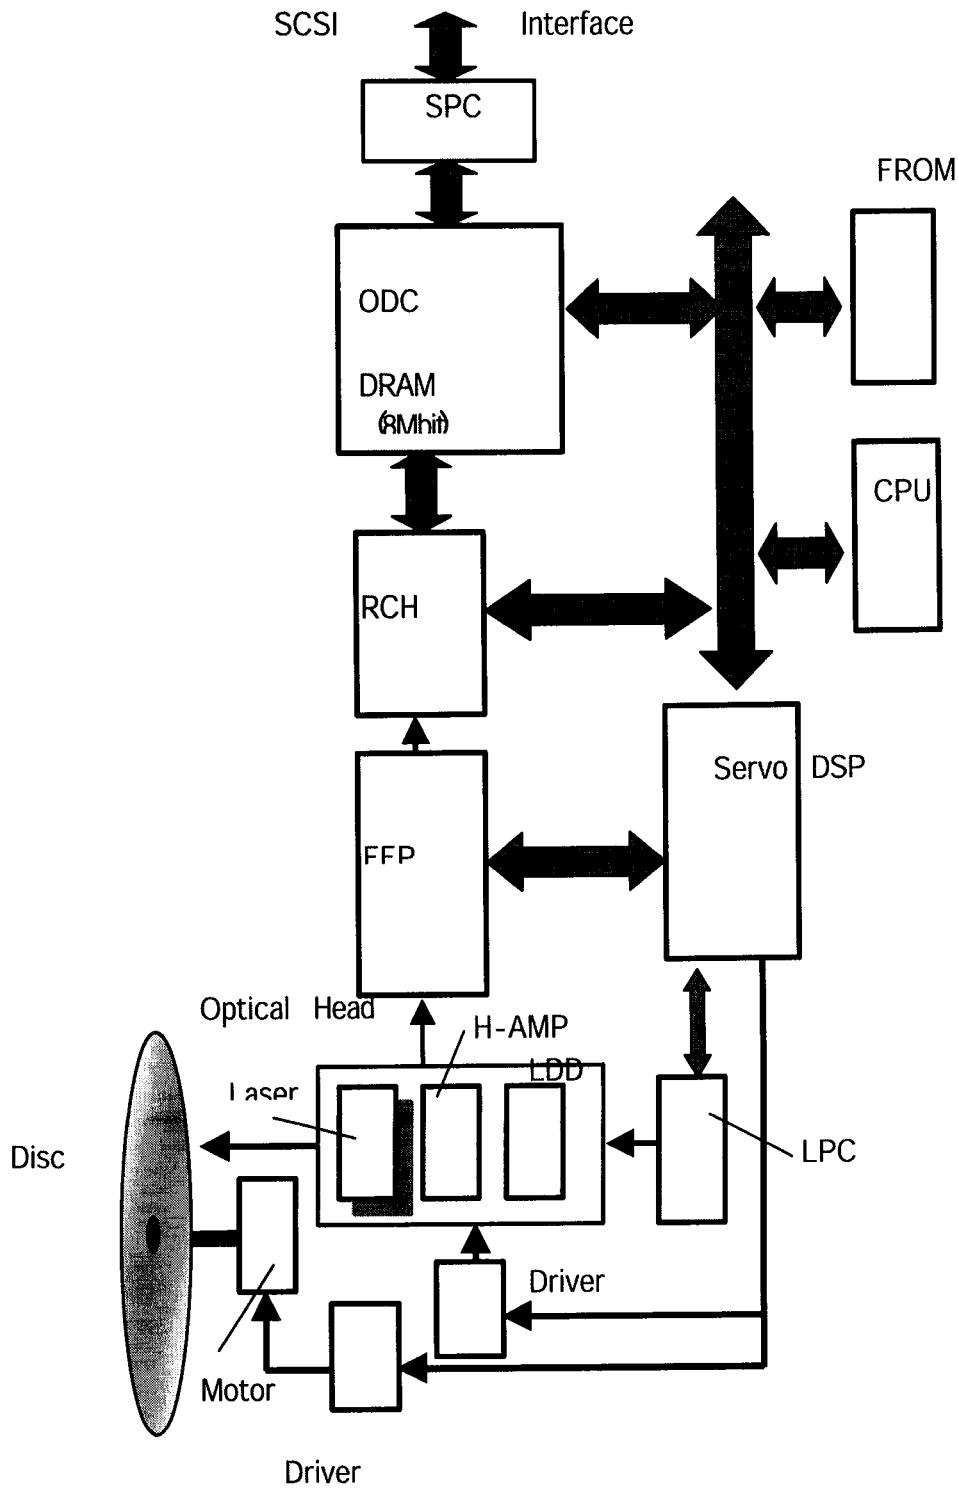 SCSI Interface
SPC
FROM
ODC
DRAM
(8Mbit)
CPU
RCH
Servo DSP
FEP
Optical Head
H-AMP
LDD
Laser
LPC
Disc
Driver
Motor
Driver